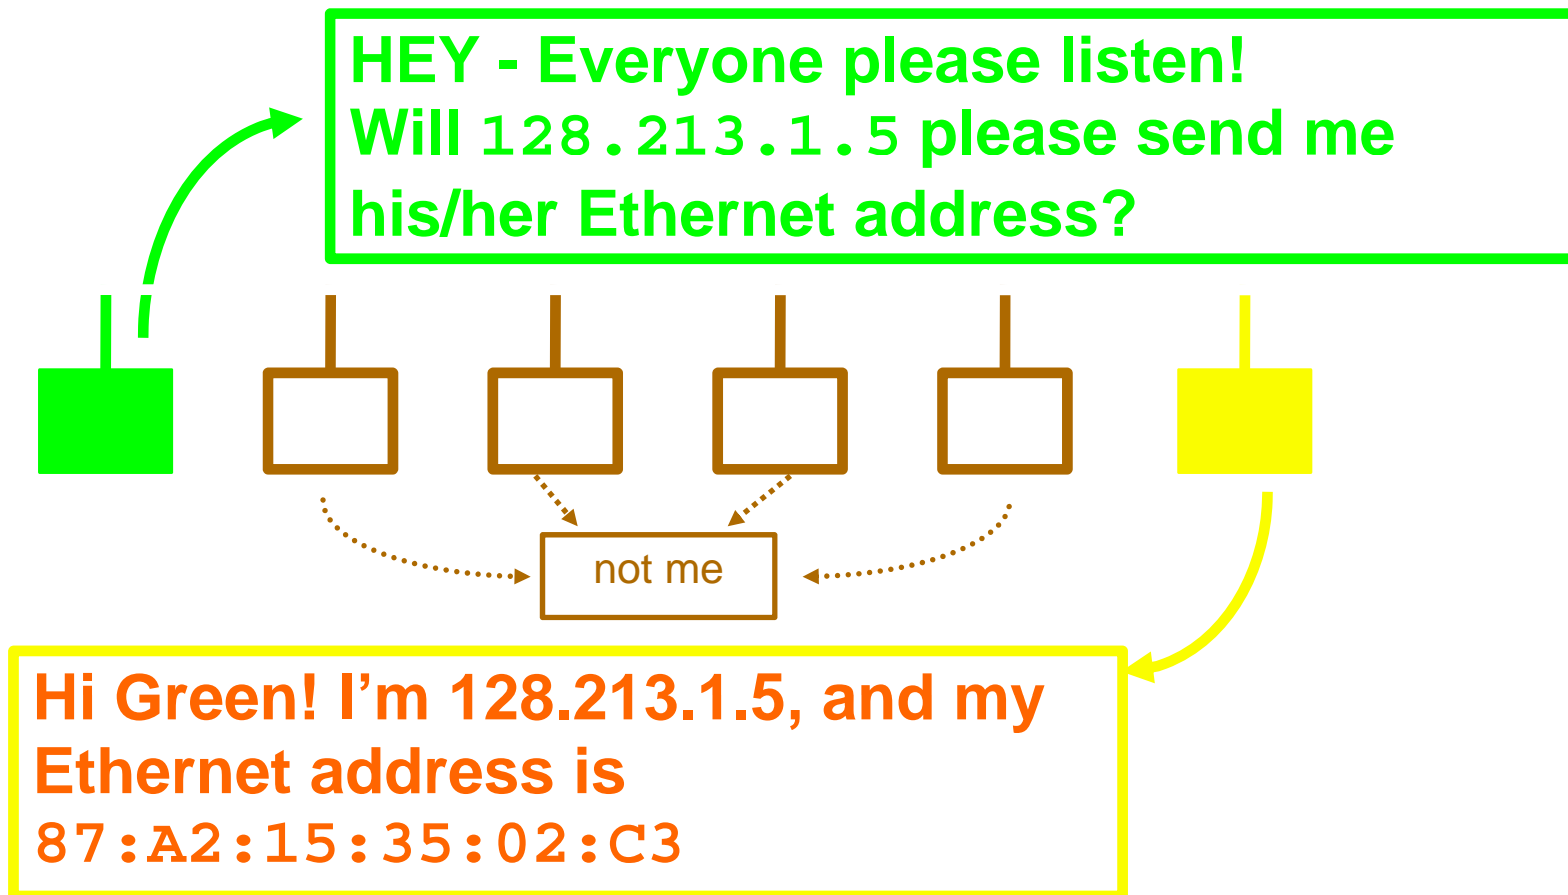 HEY - Everyone please listen!
Will 128.213.1.5 please send me
his/her Ethernet address?
not me
Hi Green! I’m 128.213.1.5, and my
Ethernet address is
87:A2:15:35:02:C3